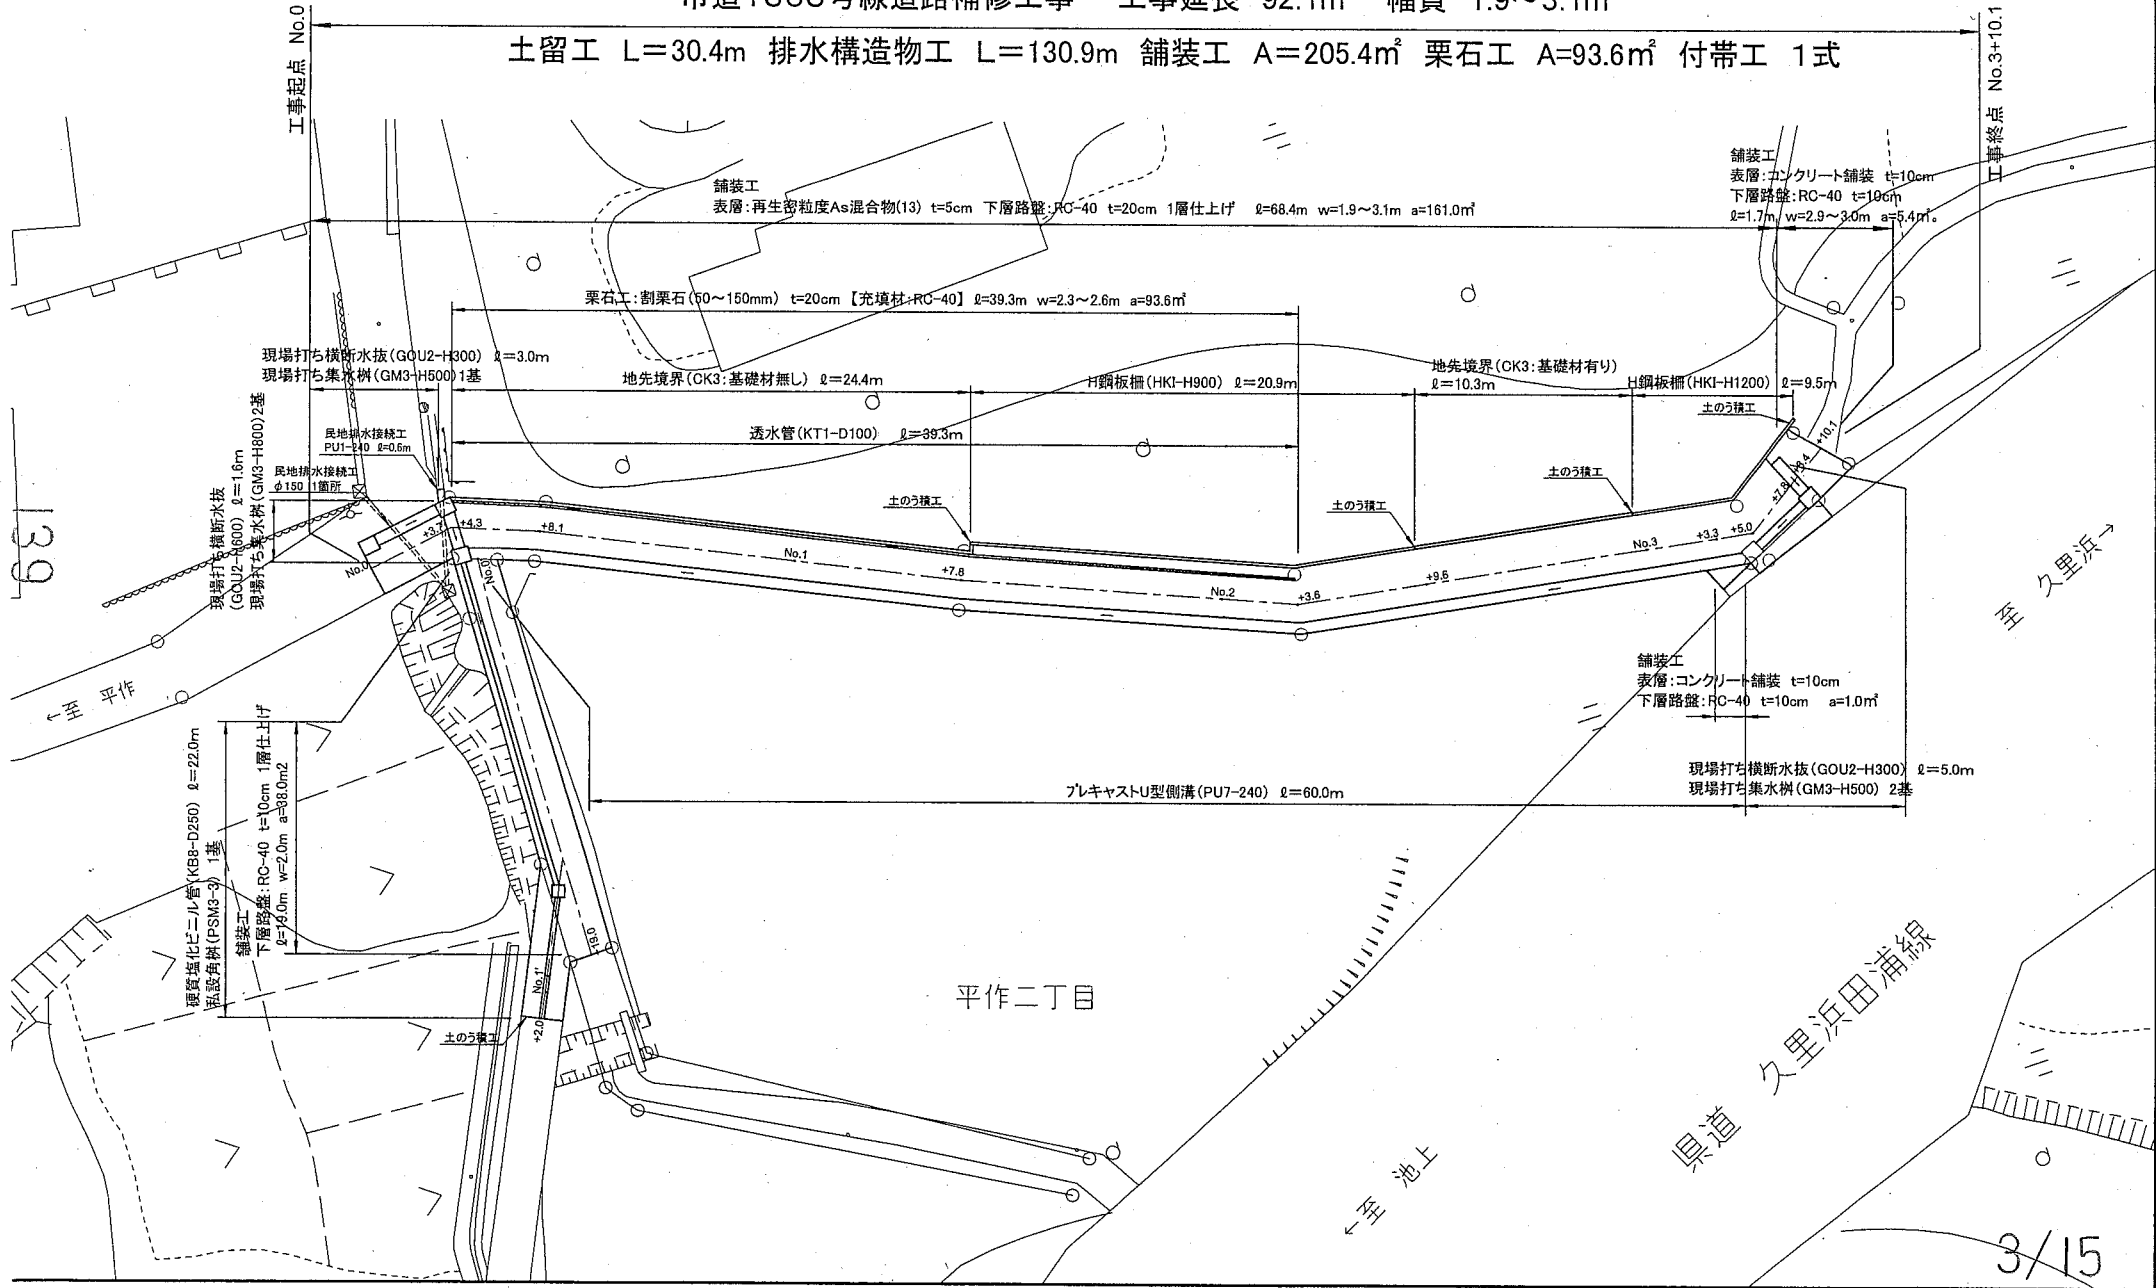 工事延長 92.1m 幅員 1.9～3.1m
土留工 L＝30.4m 排水構造物工 L＝130.9m 舗装工 A＝205.4㎡ 栗石工 A=93.6㎡ 付帯工 1式
工事起点 No.0
工事終点 No.3+10.1
舗装工
表層:再生密粒度As混合物(13) t=5cm 下層路盤:RC-40 t=20cm 1層仕上げ ℓ=68.4m w=1.9～3.1m a=161.0㎡
舗装工
表層:コンクリート舗装 t=10cm
下層路盤:RC-40 t=10cm
ℓ=1.7m w=2.9～3.0m a=5.4㎡
栗石工:割栗石(50～150mm) t=20cm 【充填材:RC-40】 ℓ=39.3m w=2.3～2.6m a=93.6㎡
現場打ち横断水抜(GOU2-H300) ℓ=3.0m
現場打ち集水桝(GM3-H500)1基
地先境界(CK3:基礎材無し) ℓ=24.4m
H鋼板柵(HKI-H900) ℓ=20.9m
地先境界(CK3:基礎材有り)
ℓ=10.3m
H鋼板柵(HKI-H1200) ℓ=9.5m
土のう積工
民地排水接続工
PU1-240 ℓ=0.6m
透水管(KT1-D100) ℓ=39.3m
民地排水接続工
φ150 1箇所
現場打ち横断水抜
(GOU2-H600) ℓ=1.6m
現場打ち集水桝(GM3-H800)2基
土のう積工
土のう積工
土のう積工
No.0
+3.7
+4.3
+8.1
No.1
+7.8
No.2
+3.6
+9.6
No.3
+3.3
+5.0
+7.8
+8.4
+10.1
No.0'
139
至 久里浜→
←至 平作
舗装工
表層:コンクリート舗装 t=10cm
下層路盤:RC-40 t=10cm a=1.0㎡
現場打ち横断水抜(GOU2-H300) ℓ=5.0m
現場打ち集水桝(GM3-H500) 2基
プレキャストU型側溝(PU7-240) ℓ=60.0m
硬質塩化ビニル管(KB8-D250) ℓ=22.0m
私設角桝(PSM3-3) 1基
舗装工
下層路盤:RC-40 t=10cm 1層仕上げ
ℓ=19.0m w=2.0m a=38.0m2
19.0
No.1'
+2.0
土のう積工
平作二丁目
県道 久里浜田浦線
←至 池上
3/15